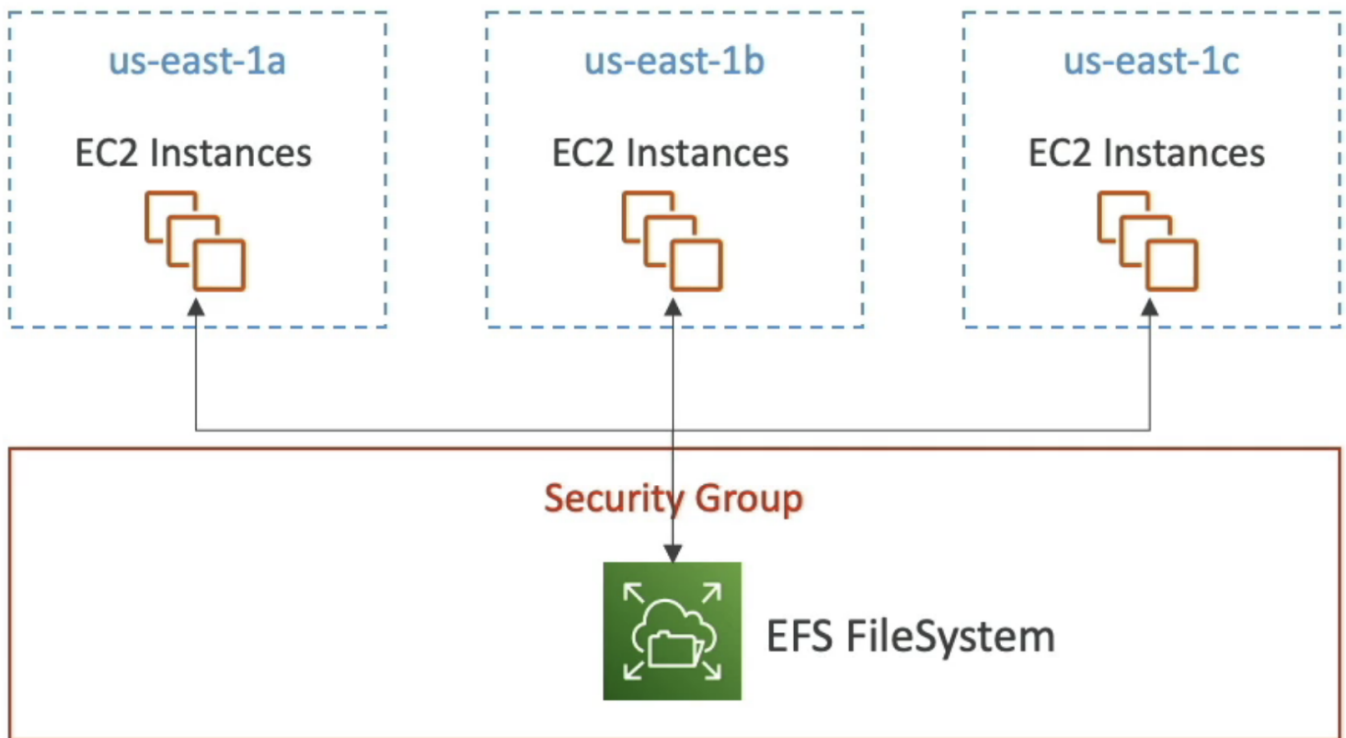 us-east-1a
us-east-1b
us-east-1c
EC2 Instances
EC2 Instances
EC2 Instances
Security Group
EFS FileSystem